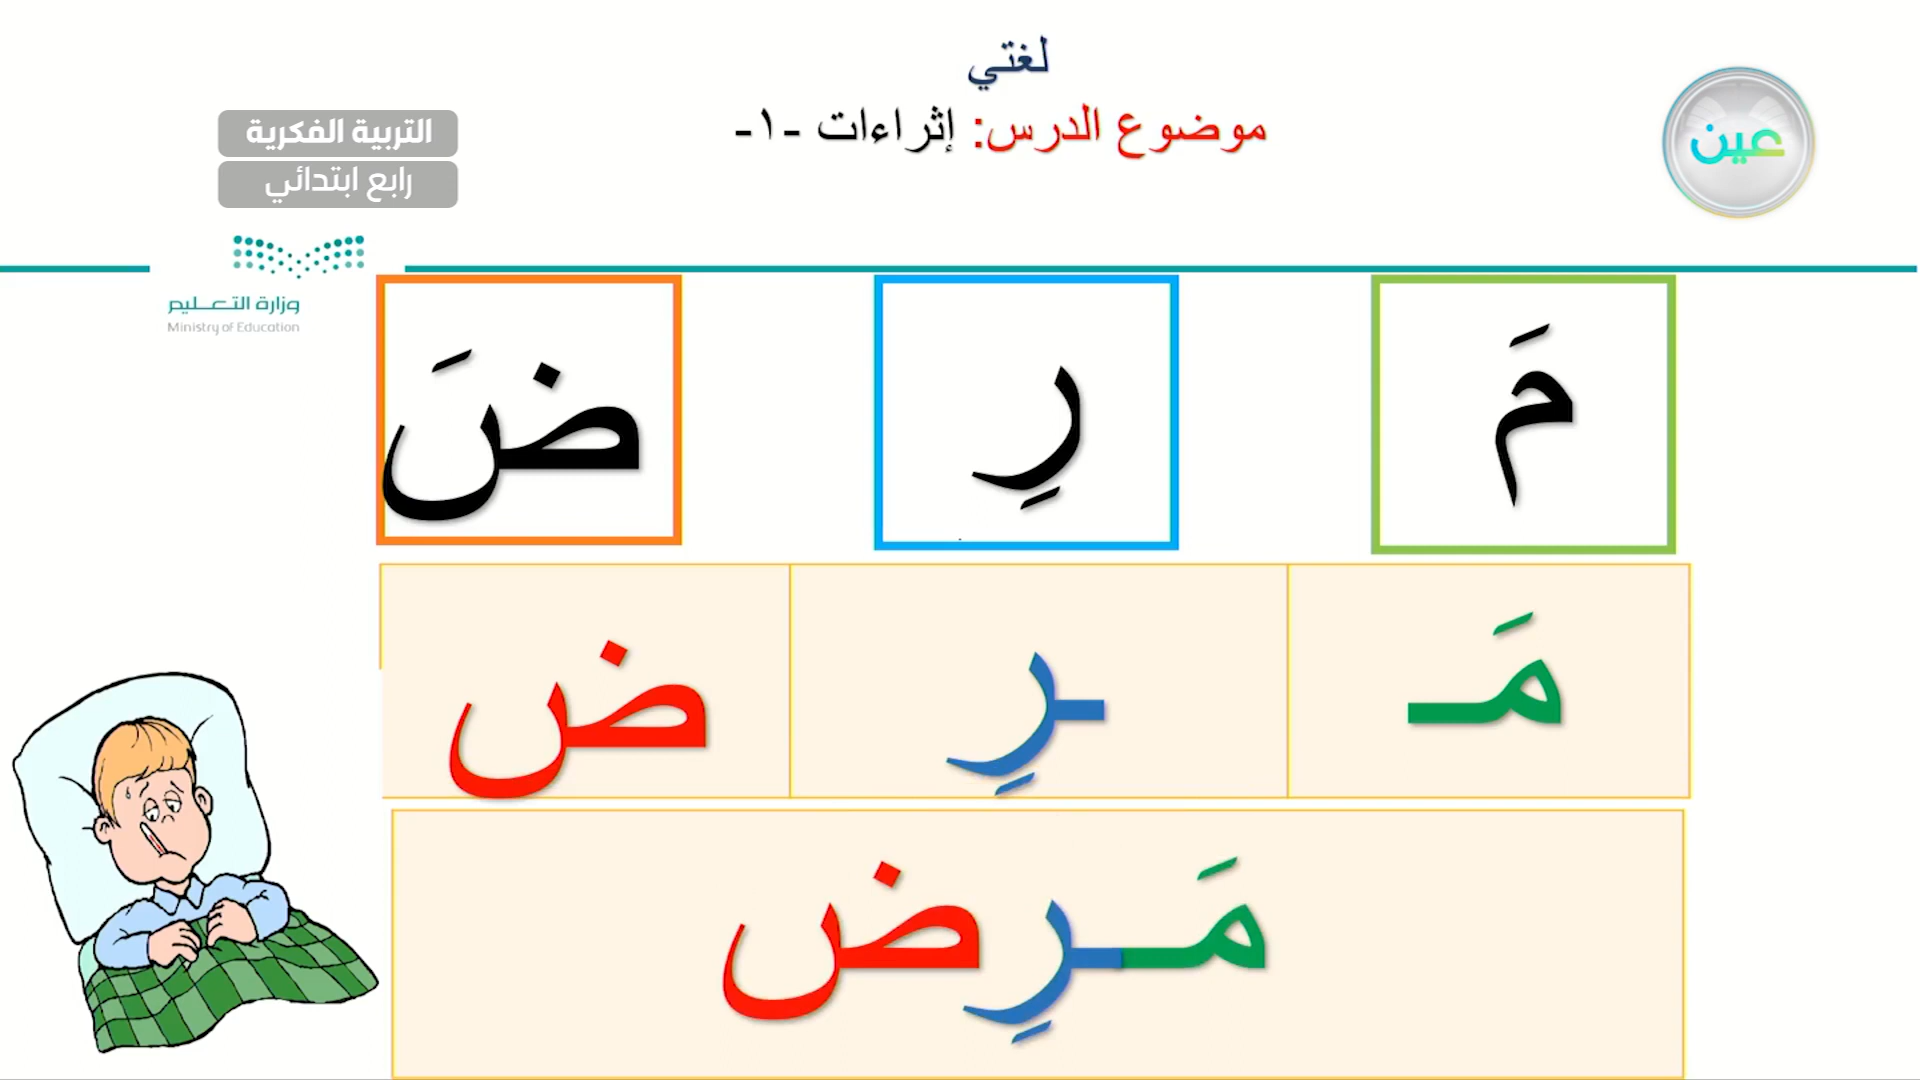 لغتي
موضوع الدرس: إثراءات -١-
عين
التربية الفكرية
رابع ابتدائي
وزارة التعليم
Ministry of Education
مَ رِ ضَ
مَـ ـرِ ض
مَـرِض